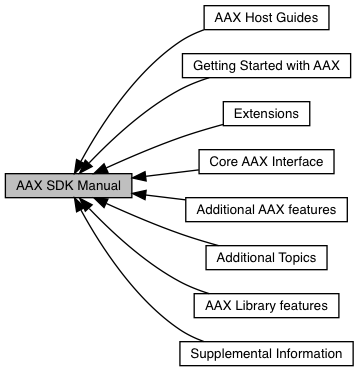 AAX Host Guides
Getting Started with AAX
Extensions
Core AAX Interface
AAX SDK Manual
Additional AAX features
Additional Topics
AAX Library features
Supplemental Information